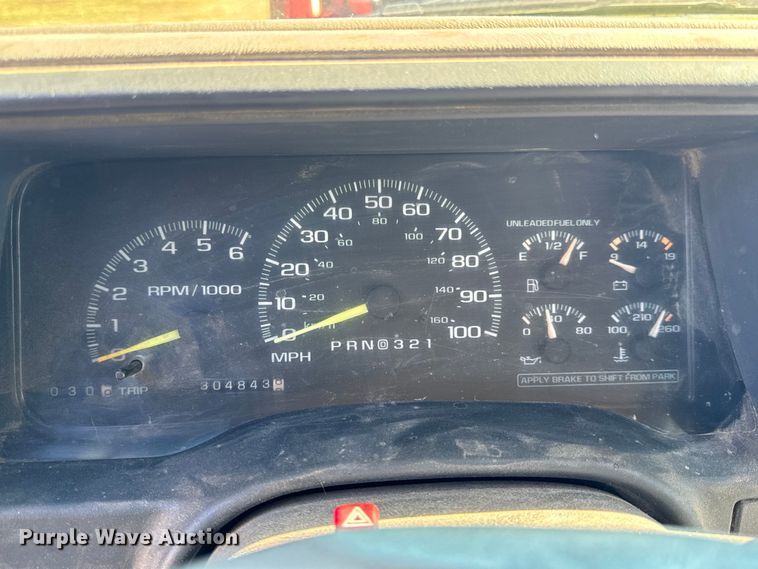 UNLEADED FUEL ONLY
10 20 30 40 50 60 70 80 90 100
20 40 60 80 100 120 140 160
0 km/h
MPH
0 1 2 3 4 5 6
RPM/1000
E 1/2 F
9 14 19
0 60 80
100 210 260
PRN D 321
030 TRIP
304843
APPLY BRAKE TO SHIFT FROM PARK
Purple Wave Auction